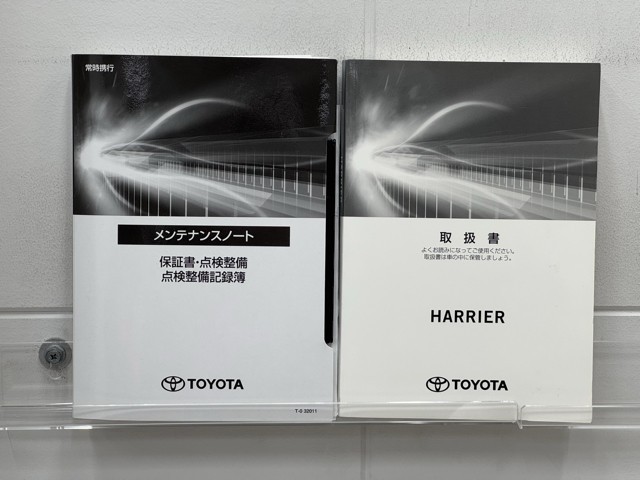 常時携行
メンテナンスノート
保証書・点検整備
点検整備記録簿
TOYOTA
T-0 32011
取扱書
よくお読みになってご使用ください。
取扱書は車の中に保管しましょう。
HARRIER
TOYOTA